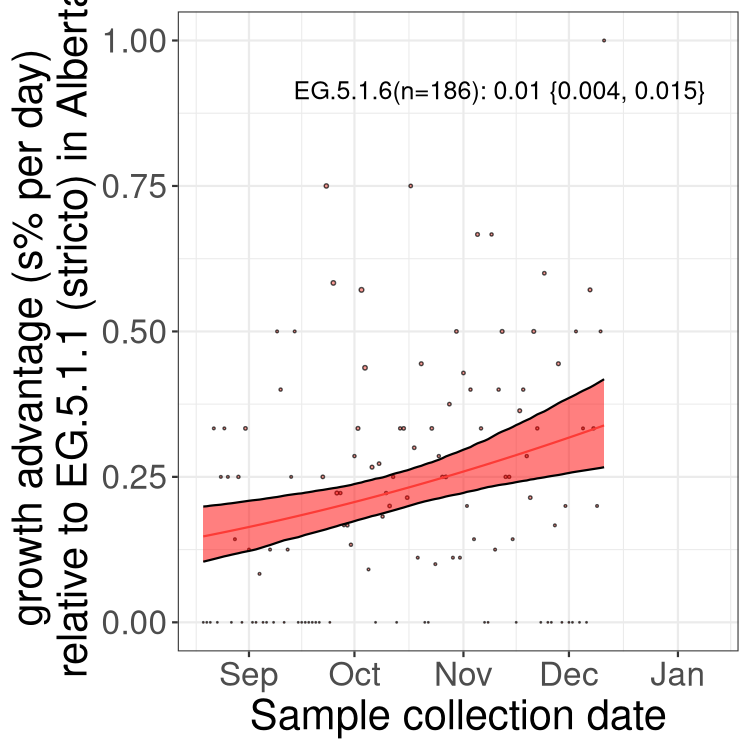 growth advantage (s% per day)
relative to EG.5.1.1 (stricto) in Alberta
1.00
0.75
0.50
0.25
0.00
EG.5.1.6(n=186): 0.01 {0.004, 0.015}
Sep Oct Nov Dec Jan
Sample collection date